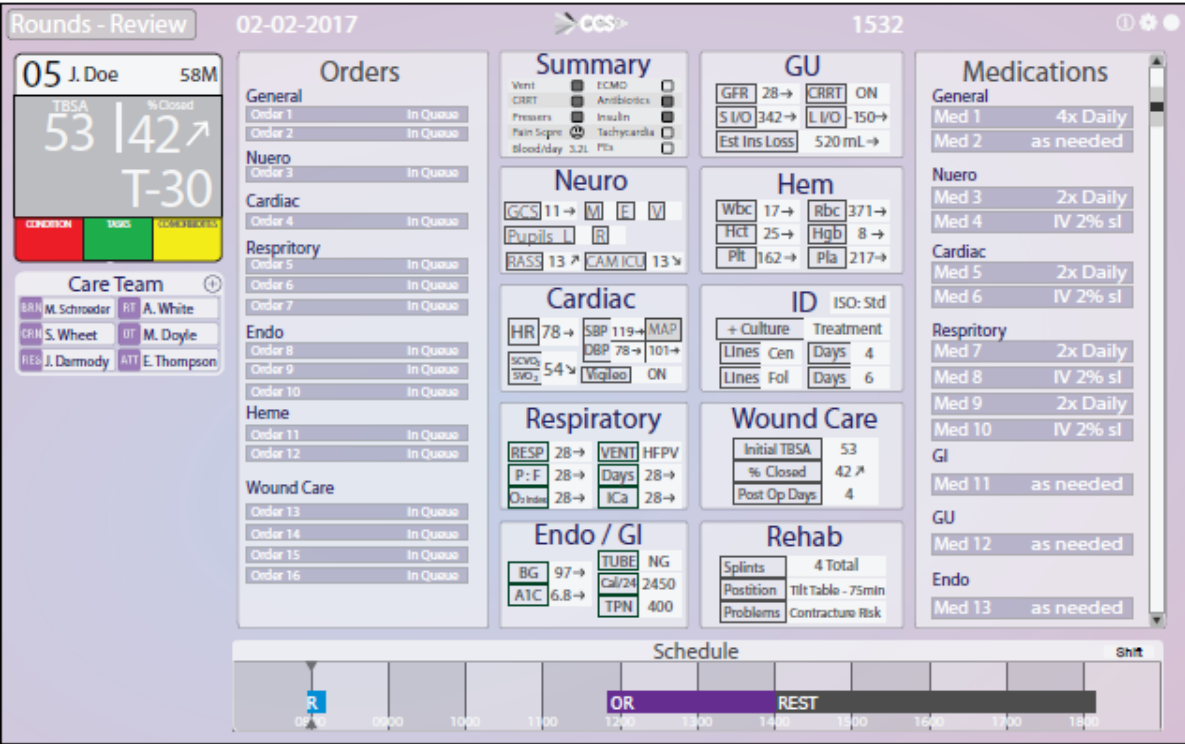 Rounds - Review 02-02-2017 CCS 1532
05 J. Doe 58M
TBSA %Closed
53 42↗
T-30
CONDITION TASKS COMORBIDITIES
Care Team
BRN M. Schroeder RT A. White
CRN S. Wheet OT M. Doyle
RES J. Darmody ATT E. Thompson
Orders
General
Order 1 In Queue
Order 2 In Queue
Nuero
Order 3 In Queue
Cardiac
Order 4 In Queue
Respritory
Order 5 In Queue
Order 6 In Queue
Order 7 In Queue
Endo
Order 8 In Queue
Order 9 In Queue
Order 10 In Queue
Heme
Order 11 In Queue
Order 12 In Queue
Wound Care
Order 13 In Queue
Order 14 In Queue
Order 15 In Queue
Order 16 In Queue
Summary
Vent ECMO
CRRT Antibiotics
Pressers Insulin
Pain Score Tachycardia
Blood/day 3.2L PEs
Neuro
GCS 11→ M E V
Pupils L R
RASS 13↗ CAM ICU 13↘
Cardiac
HR 78→ SBP 119→ MAP
DBP 78→ 101→
SCVO₂
SVO₂ 54↘ Vigileo ON
Respiratory
RESP 28→ VENT HFPV
P:F 28→ Days 28→
O₂ Index 28→ ICa 28→
Endo / GI
BG 97→ TUBE NG
A1C 6.8→ Cal/24 2450
TPN 400
GU
GFR 28→ CRRT ON
S I/O 342→ L I/O -150→
Est Ins Loss 520 mL→
Hem
Wbc 17→ Rbc 371→
Hct 25→ Hgb 8→
Plt 162→ Pla 217→
ID ISO: Std
+ Culture Treatment
Lines Cen Days 4
Lines Fol Days 6
Wound Care
Initial TBSA 53
% Closed 42↗
Post Op Days 4
Rehab
Splints 4 Total
Postition Tilt Table - 75min
Problems Contracture Risk
Medications
General
Med 1 4x Daily
Med 2 as needed
Nuero
Med 3 2x Daily
Med 4 IV 2% sl
Cardiac
Med 5 2x Daily
Med 6 IV 2% sl
Respritory
Med 7 2x Daily
Med 8 IV 2% sl
Med 9 2x Daily
Med 10 IV 2% sl
GI
Med 11 as needed
GU
Med 12 as needed
Endo
Med 13 as needed
Schedule Shift
R OR REST
0800 0900 1000 1100 1200 1300 1400 1500 1600 1700 1800